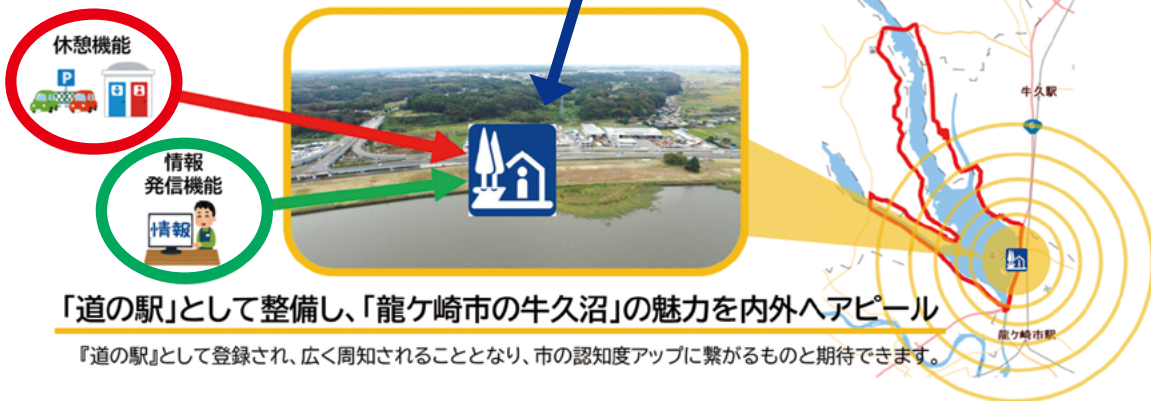 休憩機能
P
情報
発信機能
情報
牛久駅
6
龍ケ崎市駅
「道の駅」として整備し、「龍ケ崎市の牛久沼」の魅力を内外へアピール
『道の駅』として登録され、広く周知されることとなり、市の認知度アップに繋がるものと期待できます。